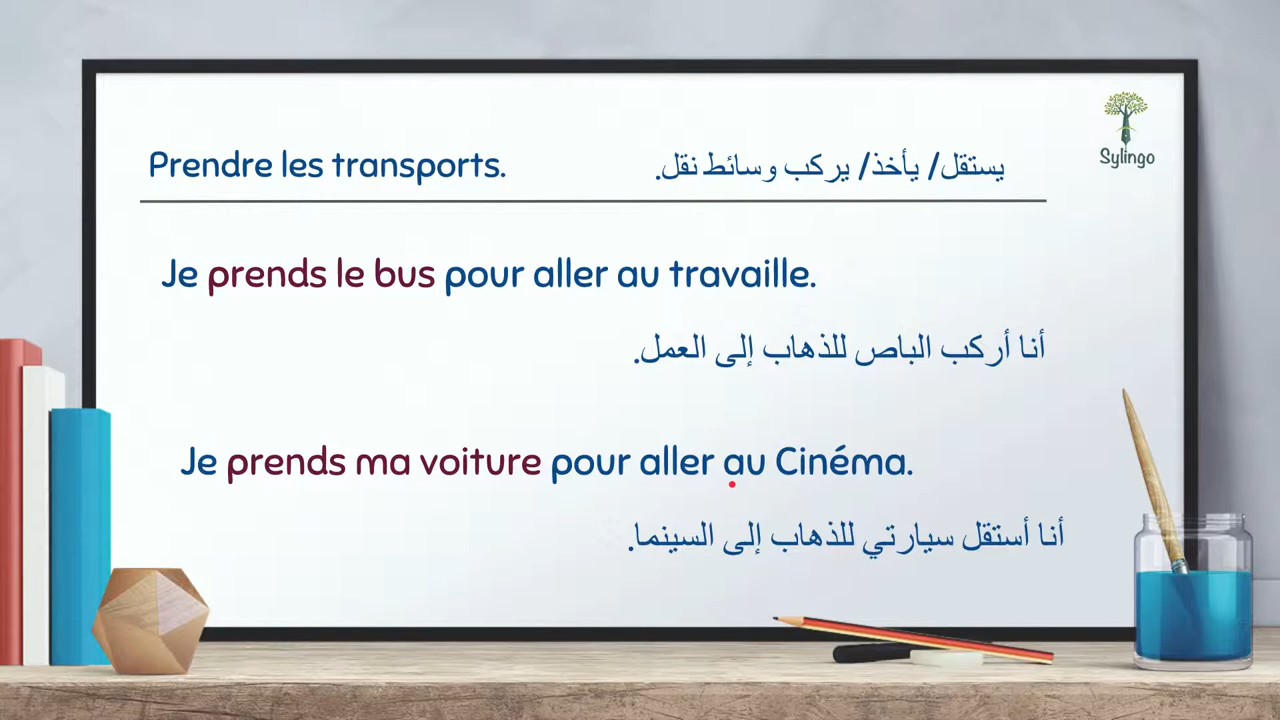 Sylingo
Prendre les transports.
يستقل/ يأخذ/ يركب وسائط نقل.
Je prends le bus pour aller au travaille.
أنا أركب الباص للذهاب إلى العمل.
Je prends ma voiture pour aller au Cinéma.
أنا أستقل سيارتي للذهاب إلى السينما.